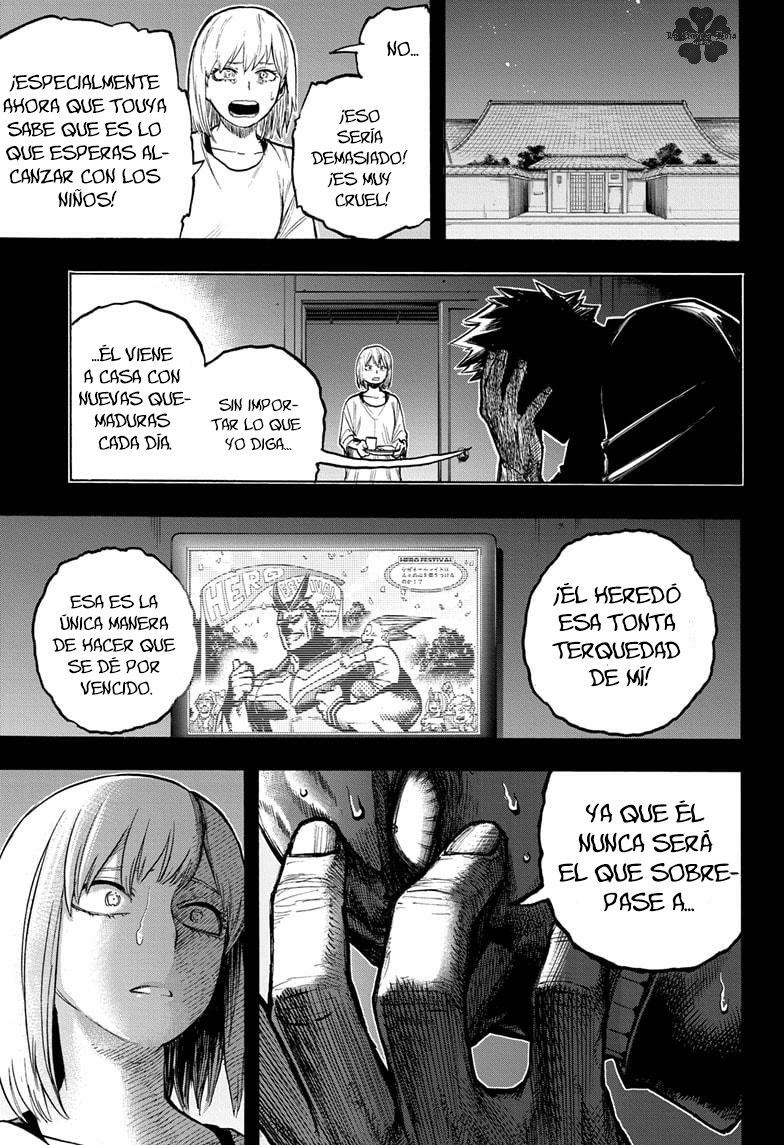 NO...
¡ESO
SERÍA
DEMASIADO!
¡ES MUY
CRUEL!
¡ESPECIALMENTE
AHORA QUE TOUYA
SABE QUE ES LO
QUE ESPERAS AL-
CANZAR CON LOS
NIÑOS!
SIN IMPOR-
TAR LO QUE
YO DIGA...
...ÉL VIENE
A CASA CON
NUEVAS QUE-
MADURAS
CADA DÍA.
¡ÉL HEREDÓ
ESA TONTA
TERQUEDAD
DE MÍ!
HERO FESTIVAL
HERO
ESA ES LA
ÚNICA MANERA
DE HACER QUE
SE DÉ POR
VENCIDO.
YA QUE ÉL
NUNCA SERÁ
EL QUE SOBRE-
PASE A...